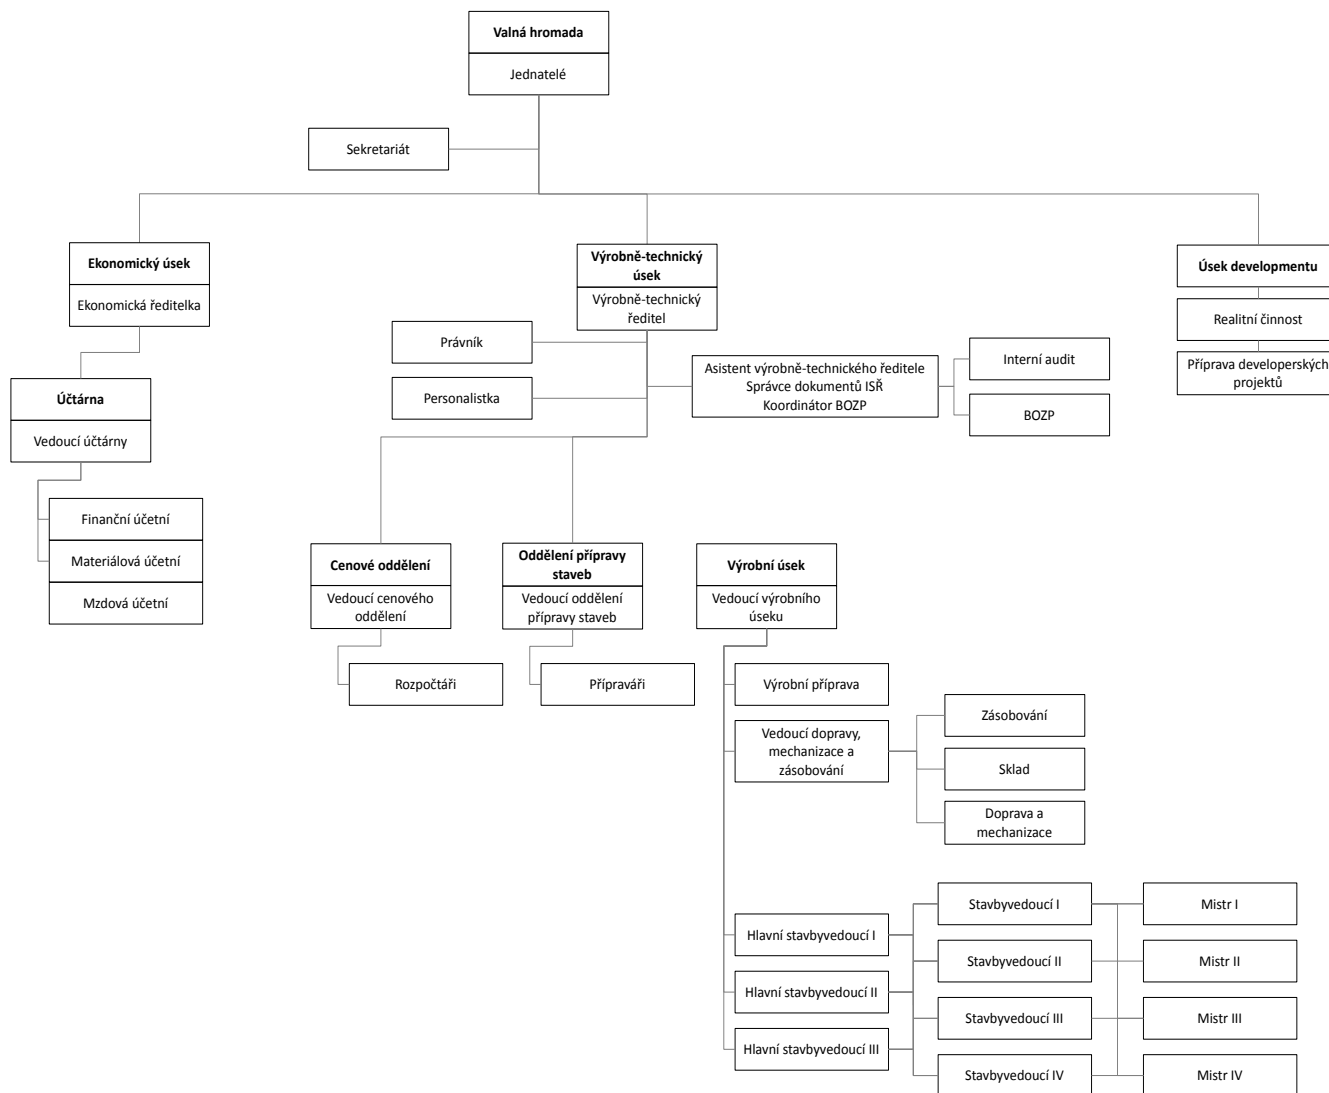 Valná hromada
Jednatelé
Sekretariát
Ekonomický úsek
Ekonomická ředitelka
Výrobně-technický
úsek
Výrobně-technický
ředitel
Úsek developmentu
Realitní činnost
Příprava developerských
projektů
Právník
Personalistka
Asistent výrobně-technického ředitele
Správce dokumentů ISŘ
Koordinátor BOZP
Interní audit
BOZP
Účtárna
Vedoucí účtárny
Finanční účetní
Materiálová účetní
Mzdová účetní
Cenové oddělení
Vedoucí cenového
oddělení
Rozpočtáři
Oddělení přípravy
staveb
Vedoucí oddělení
přípravy staveb
Přípraváři
Výrobní úsek
Vedoucí výrobního
úseku
Výrobní příprava
Vedoucí dopravy,
mechanizace a
zásobování
Zásobování
Sklad
Doprava a
mechanizace
Hlavní stavbyvedoucí I
Hlavní stavbyvedoucí II
Hlavní stavbyvedoucí III
Stavbyvedoucí I
Stavbyvedoucí II
Stavbyvedoucí III
Stavbyvedoucí IV
Mistr I
Mistr II
Mistr III
Mistr IV